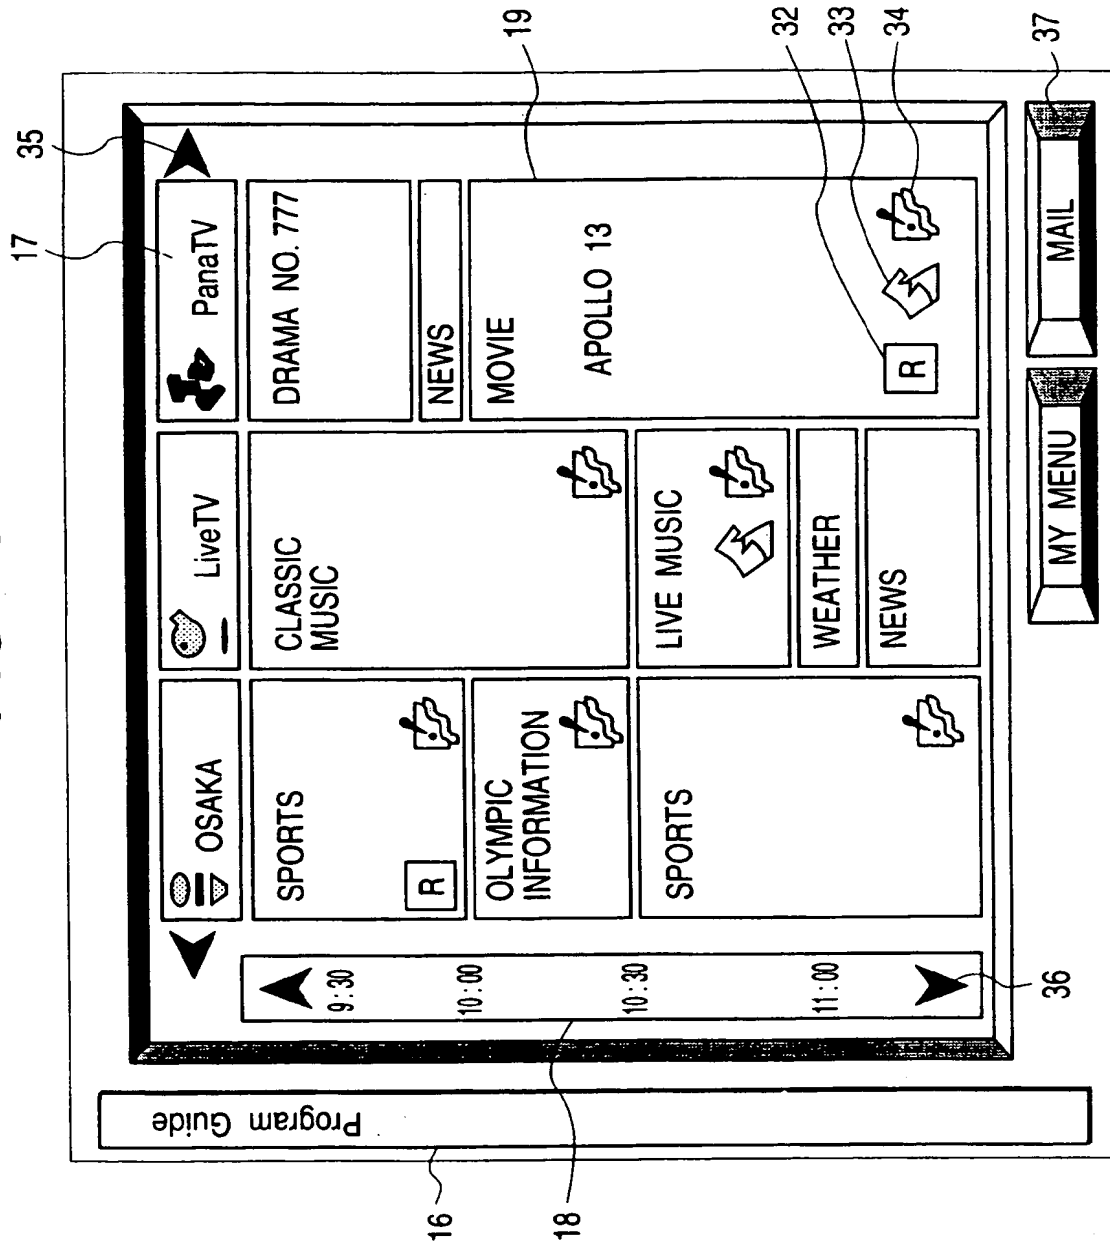 Program Guide
16
17
35
OSAKA
LiveTV
PanaTV
9:30
10:00
10:30
11:00
18
36
SPORTS
R
OLYMPIC
INFORMATION
SPORTS
CLASSIC
MUSIC
LIVE MUSIC
WEATHER
NEWS
DRAMA NO. 777
NEWS
MOVIE
APOLLO 13
R
19
32
33
34
MY MENU
MAIL
37